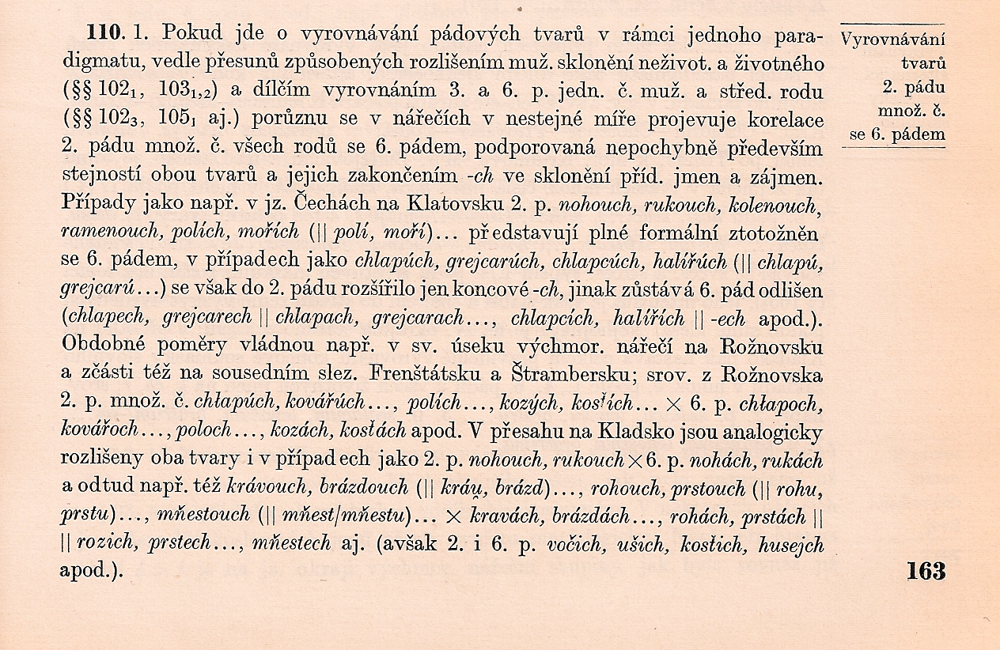 110. 1. Pokud jde o vyrovnávání pádových tvarů v rámci jednoho para-
digmatu, vedle přesunů způsobených rozlišením muž. sklonění neživot. a životného
(§§ 102₁, 103₁,₂) a dílčím vyrovnáním 3. a 6. p. jedn. č. muž. a střed. rodu
(§§ 102₃, 105₁ aj.) porůznu se v nářečích v nestejné míře projevuje korelace
2. pádu množ. č. všech rodů se 6. pádem, podporovaná nepochybně především
stejností obou tvarů a jejich zakončením -ch ve sklonění příd. jmen a zájmen.
Případy jako např. v jz. Čechách na Klatovsku 2. p. nohouch, rukouch, kolenouch,
ramenouch, polích, mořích (|| polí, moří)... představují plné formální ztotožněn
se 6. pádem, v případech jako chlapúch, grejcarúch, chlapcúch, halířúch (|| chlapú,
grejcarú...) se však do 2. pádu rozšířilo jen koncové -ch, jinak zůstává 6. pád odlišen
(chlapech, grejcarech || chlapach, grejcarach..., chlapcích, halířích || -ech apod.).
Obdobné poměry vládnou např. v sv. úseku výchmor. nářečí na Rožnovsku
a zčásti též na sousedním slez. Frenštátsku a Štrambersku; srov. z Rožnovska
2. p. množ. č. chłapúch, kovářúch..., polích..., kozých, kosťích... × 6. p. chłapoch,
kovářoch..., poloch..., kozách, kosťách apod. V přesahu na Kladsko jsou analogicky
rozlišeny oba tvary i v případech jako 2. p. nohouch, rukouch × 6. p. nohách, rukách
a odtud např. též krávouch, brázdouch (|| kráu̯, brázd)..., rohouch, prstouch (|| rohu,
prstu)..., mňestouch (|| mňest/mňestu)... × kravách, brázdách..., rohách, prstách ||
|| rozich, prstech..., mňestech aj. (avšak 2. i 6. p. vočich, ušich, kosťich, husejch
apod.).
Vyrovnávání
tvarů
2. pádu
množ. č.
se 6. pádem
163